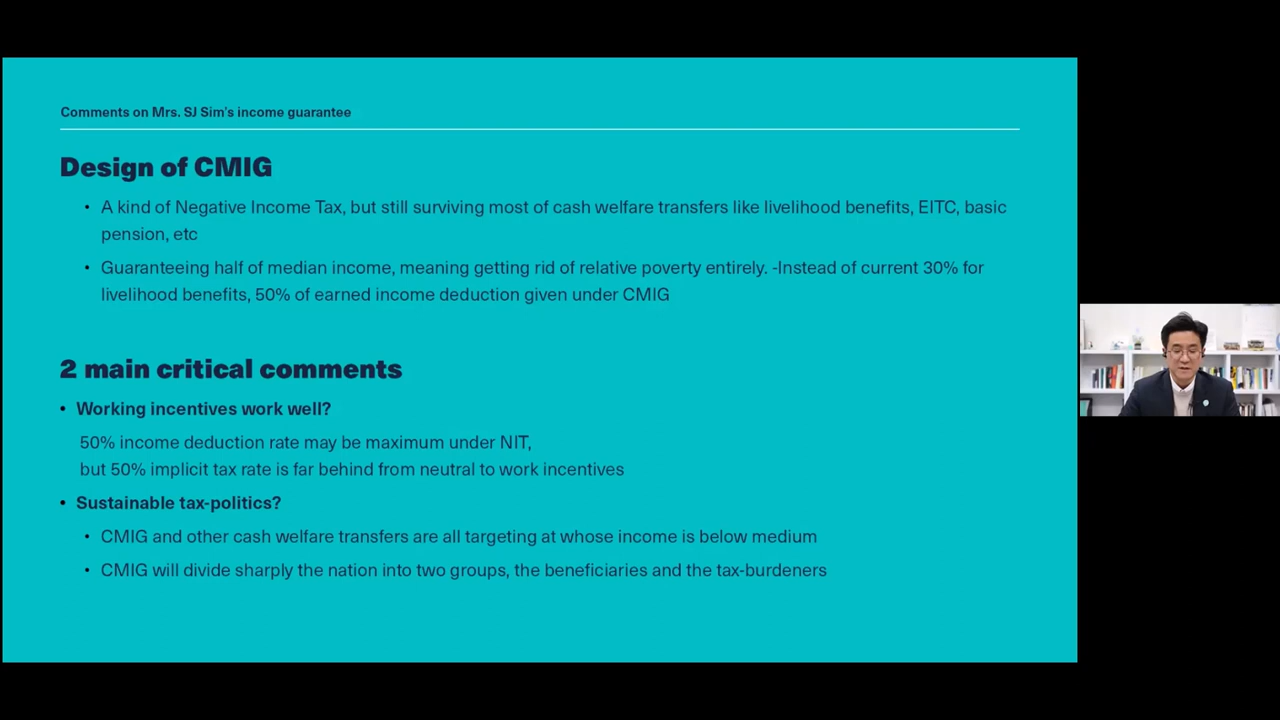 Comments on Mrs. SJ Sim's income guarantee
Design of CMIG
• A kind of Negative Income Tax, but still surviving most of cash welfare transfers like livelihood benefits, EITC, basic
pension, etc
• Guaranteeing half of median income, meaning getting rid of relative poverty entirely. -Instead of current 30% for
livelihood benefits, 50% of earned income deduction given under CMIG
2 main critical comments
• Working incentives work well?
50% income deduction rate may be maximum under NIT,
but 50% implicit tax rate is far behind from neutral to work incentives
• Sustainable tax-politics?
• CMIG and other cash welfare transfers are all targeting at whose income is below medium
• CMIG will divide sharply the nation into two groups, the beneficiaries and the tax-burdeners